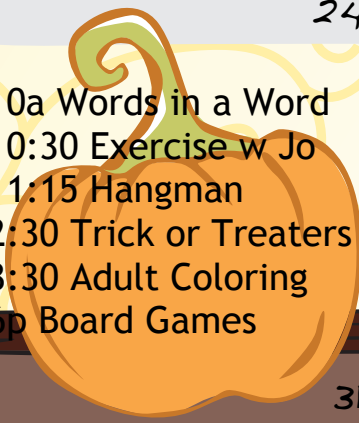 24
0a Words in a Word
0:30 Exercise w Jo
1:15 Hangman
2:30 Trick or Treaters
3:30 Adult Coloring
6p Board Games